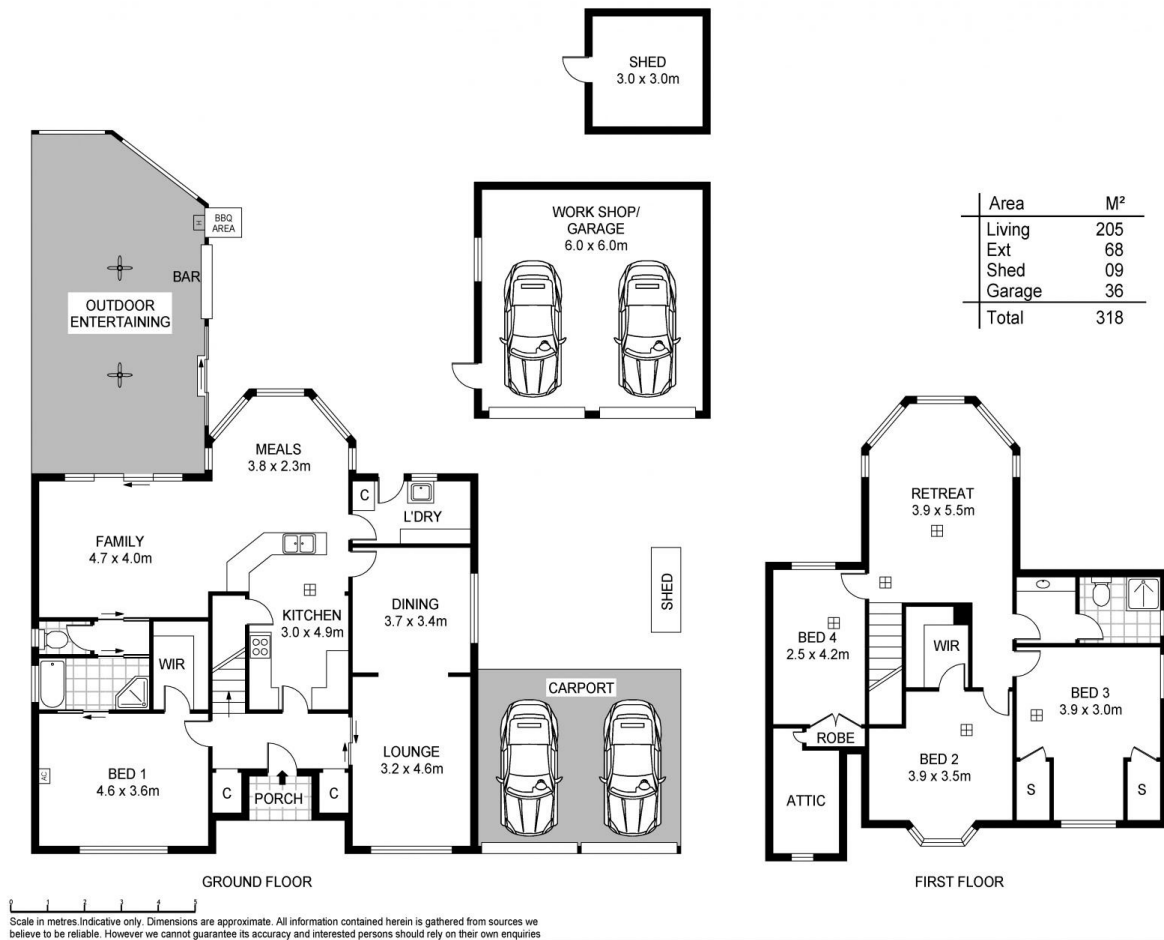 SHED
3.0 x 3.0m
WORK SHOP/
GARAGE
6.0 x 6.0m
Area M²
Living 205
Ext 68
Shed 09
Garage 36
Total 318
H
BBQ
AREA
BAR
OUTDOOR
ENTERTAINING
MEALS
3.8 x 2.3m
C
L'DRY
FAMILY
4.7 x 4.0m
KITCHEN
3.0 x 4.9m
DINING
3.7 x 3.4m
SHED
WIR
CARPORT
LOUNGE
3.2 x 4.6m
AC
BED 1
4.6 x 3.6m
C
PORCH
C
GROUND FLOOR
RETREAT
3.9 x 5.5m
BED 4
2.5 x 4.2m
WIR
BED 3
3.9 x 3.0m
ROBE
BED 2
3.9 x 3.5m
ATTIC
S
S
FIRST FLOOR
0 1 2 3 4 5
Scale in metres.Indicative only. Dimensions are approximate. All information contained herein is gathered from sources we
believe to be reliable. However we cannot guarantee its accuracy and interested persons should rely on their own enquiries